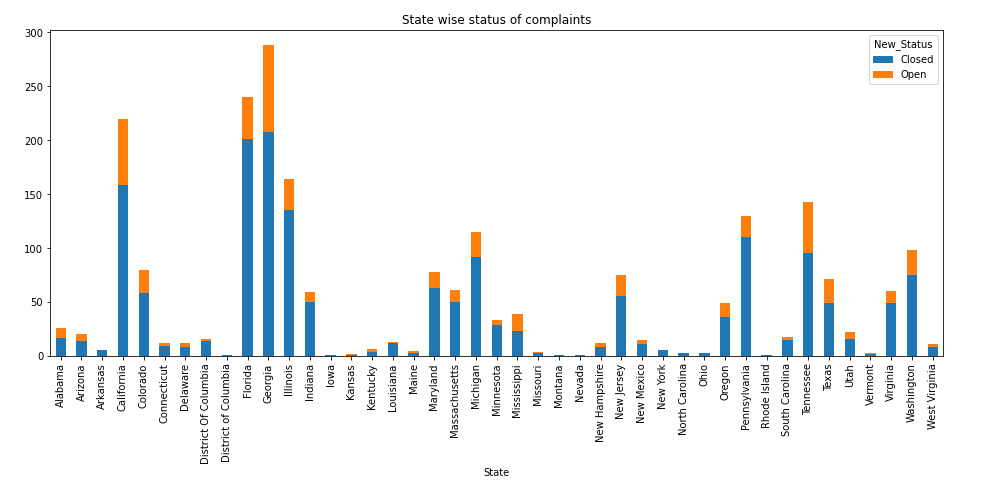 State wise status of complaints
New_Status
Closed
Open
300
250
200
150
100
50
0
Alabama
Arizona
Arkansas
California
Colorado
Connecticut
Delaware
District Of Columbia
District of Columbia
Florida
Georgia
Illinois
Indiana
Iowa
Kansas
Kentucky
Louisiana
Maine
Maryland
Massachusetts
Michigan
Minnesota
Mississippi
Missouri
Montana
Nevada
New Hampshire
New Jersey
New Mexico
New York
North Carolina
Ohio
Oregon
Pennsylvania
Rhode Island
South Carolina
Tennessee
Texas
Utah
Vermont
Virginia
Washington
West Virginia
State